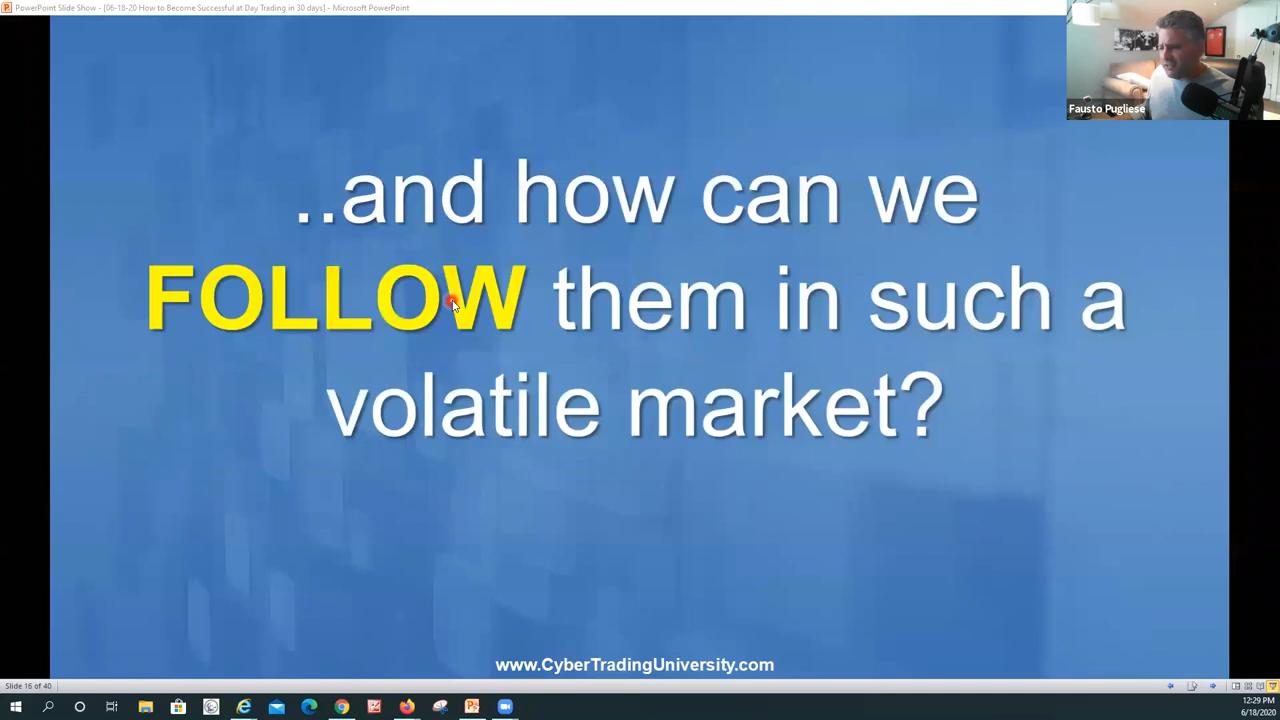 PowerPoint Slide Show - [06-18-20 How to Become Successful at Day Trading in 30 days] - Microsoft PowerPoint
Fausto Pugliese
..and how can we
FOLLOW them in such a
volatile market?
www.CyberTradingUniversity.com
Slide 16 of 40
12:29 PM
6/18/2020